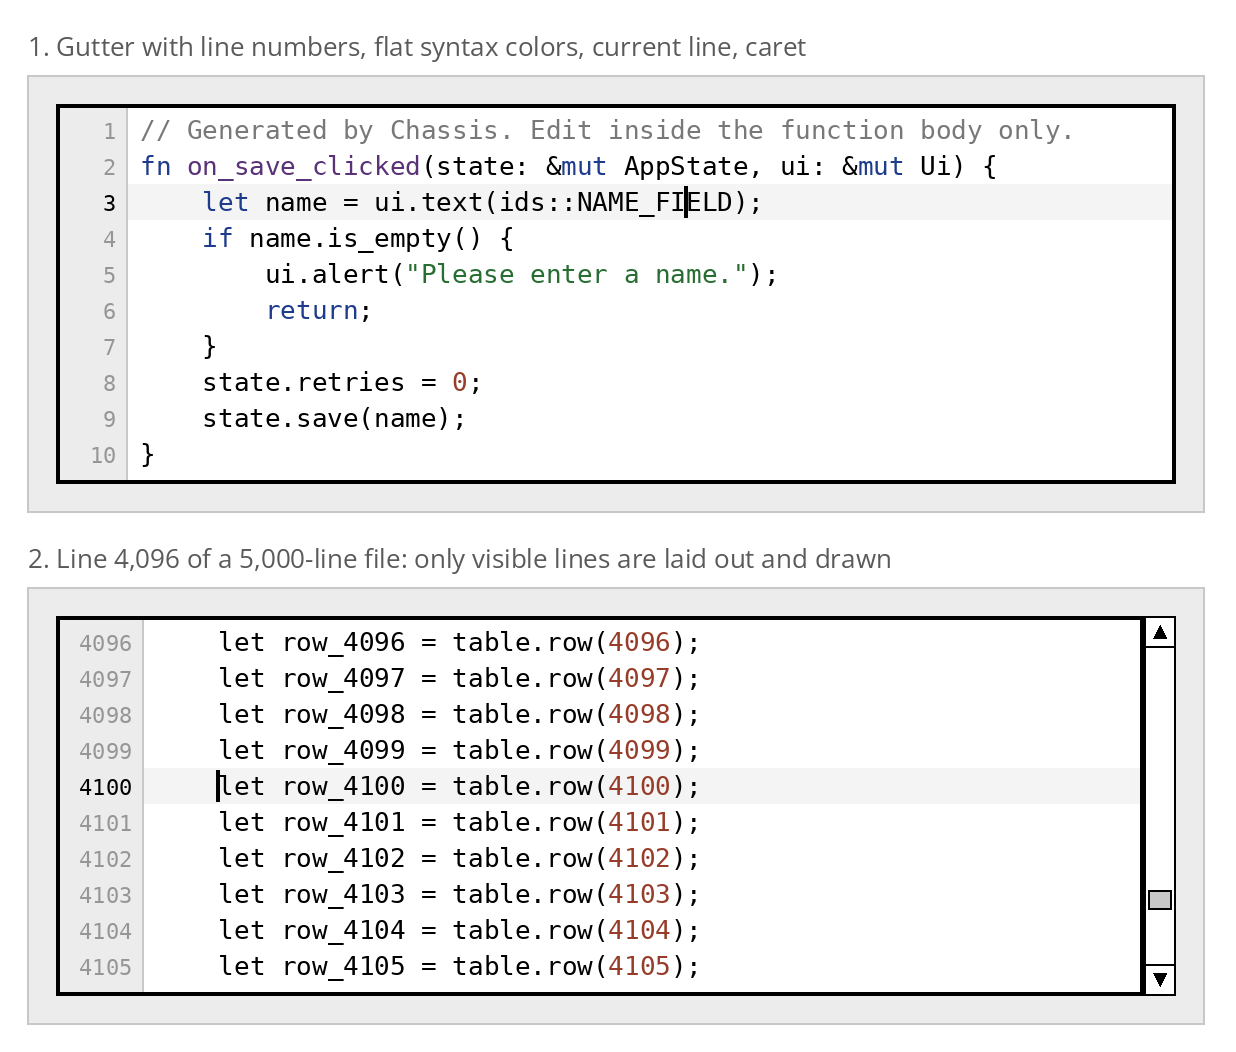 1. Gutter with line numbers, flat syntax colors, current line, caret
1 // Generated by Chassis. Edit inside the function body only.
2 fn on_save_clicked(state: &mut AppState, ui: &mut Ui) {
3     let name = ui.text(ids::NAME_FIELD);
4     if name.is_empty() {
5         ui.alert("Please enter a name.");
6         return;
7     }
8     state.retries = 0;
9     state.save(name);
10 }
2. Line 4,096 of a 5,000-line file: only visible lines are laid out and drawn
4096     let row_4096 = table.row(4096);
4097     let row_4097 = table.row(4097);
4098     let row_4098 = table.row(4098);
4099     let row_4099 = table.row(4099);
4100     let row_4100 = table.row(4100);
4101     let row_4101 = table.row(4101);
4102     let row_4102 = table.row(4102);
4103     let row_4103 = table.row(4103);
4104     let row_4104 = table.row(4104);
4105     let row_4105 = table.row(4105);